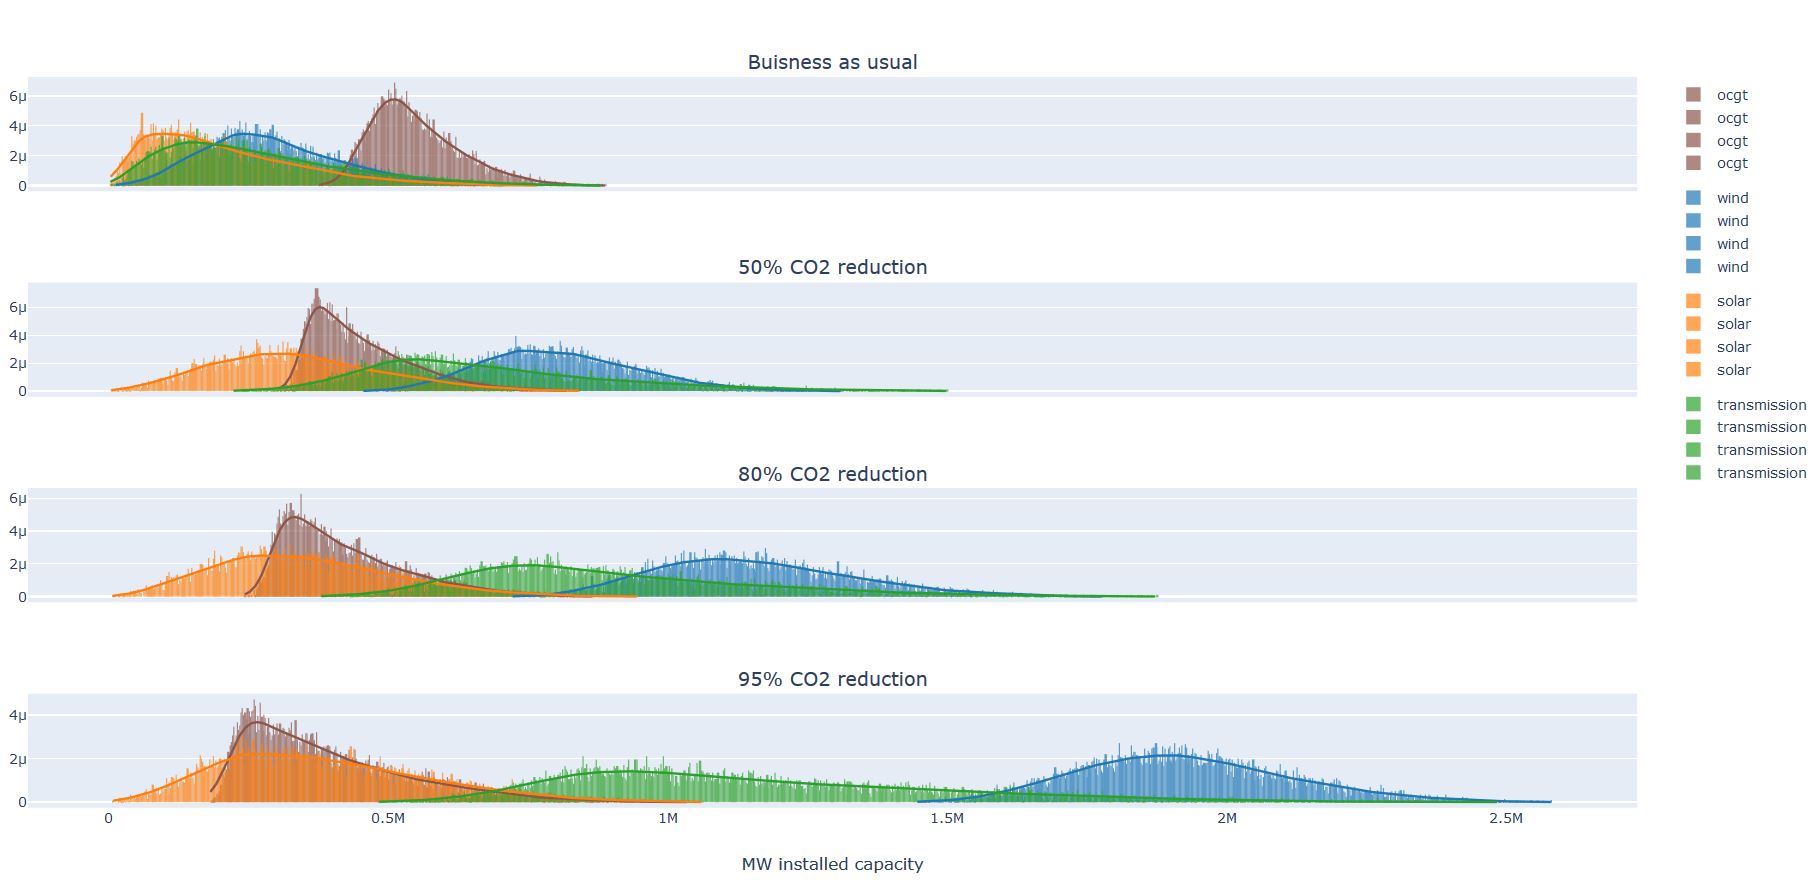 Buisness as usual
6μ
4μ
2μ
0
50% CO2 reduction
6μ
4μ
2μ
0
80% CO2 reduction
6μ
4μ
2μ
0
95% CO2 reduction
4μ
2μ
0
0 0.5M 1M 1.5M 2M 2.5M
MW installed capacity
ocgt
ocgt
ocgt
ocgt
wind
wind
wind
wind
solar
solar
solar
solar
transmission
transmission
transmission
transmission